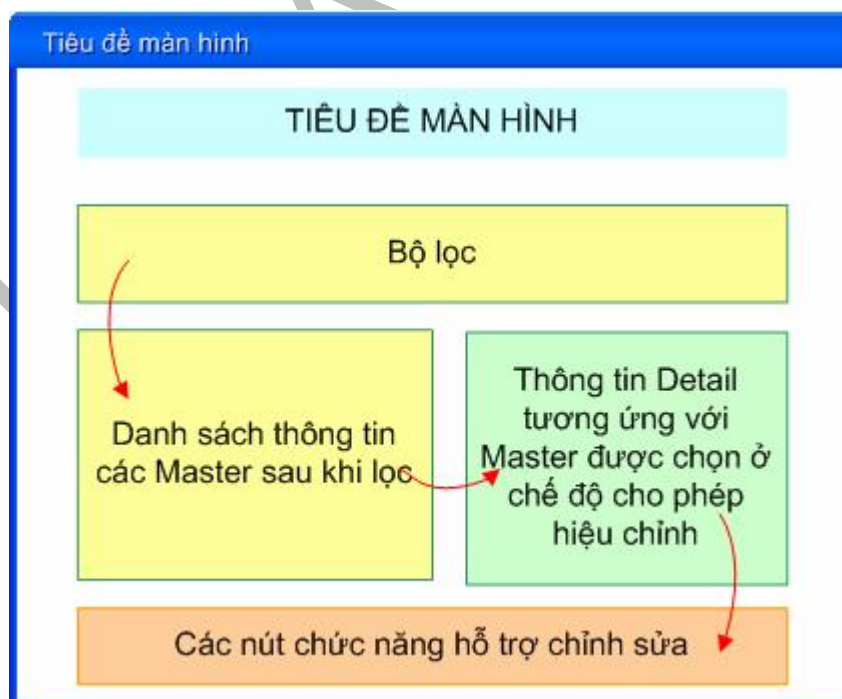 Tiêu đề màn hình
TIÊU ĐỀ MÀN HÌNH
Bộ lọc
Danh sách thông tin
các Master sau khi lọc
Thông tin Detail
tương ứng với
Master được chọn ở
chế độ cho phép
hiệu chỉnh
Các nút chức năng hỗ trợ chỉnh sửa